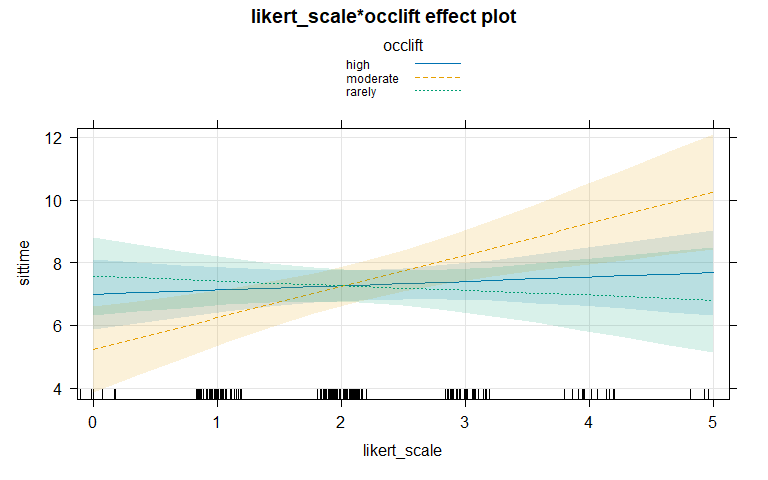 likert_scale*occlift effect plot
occlift
high
moderate
rarely
12
10
8
6
4
sittime
0 1 2 3 4 5
likert_scale